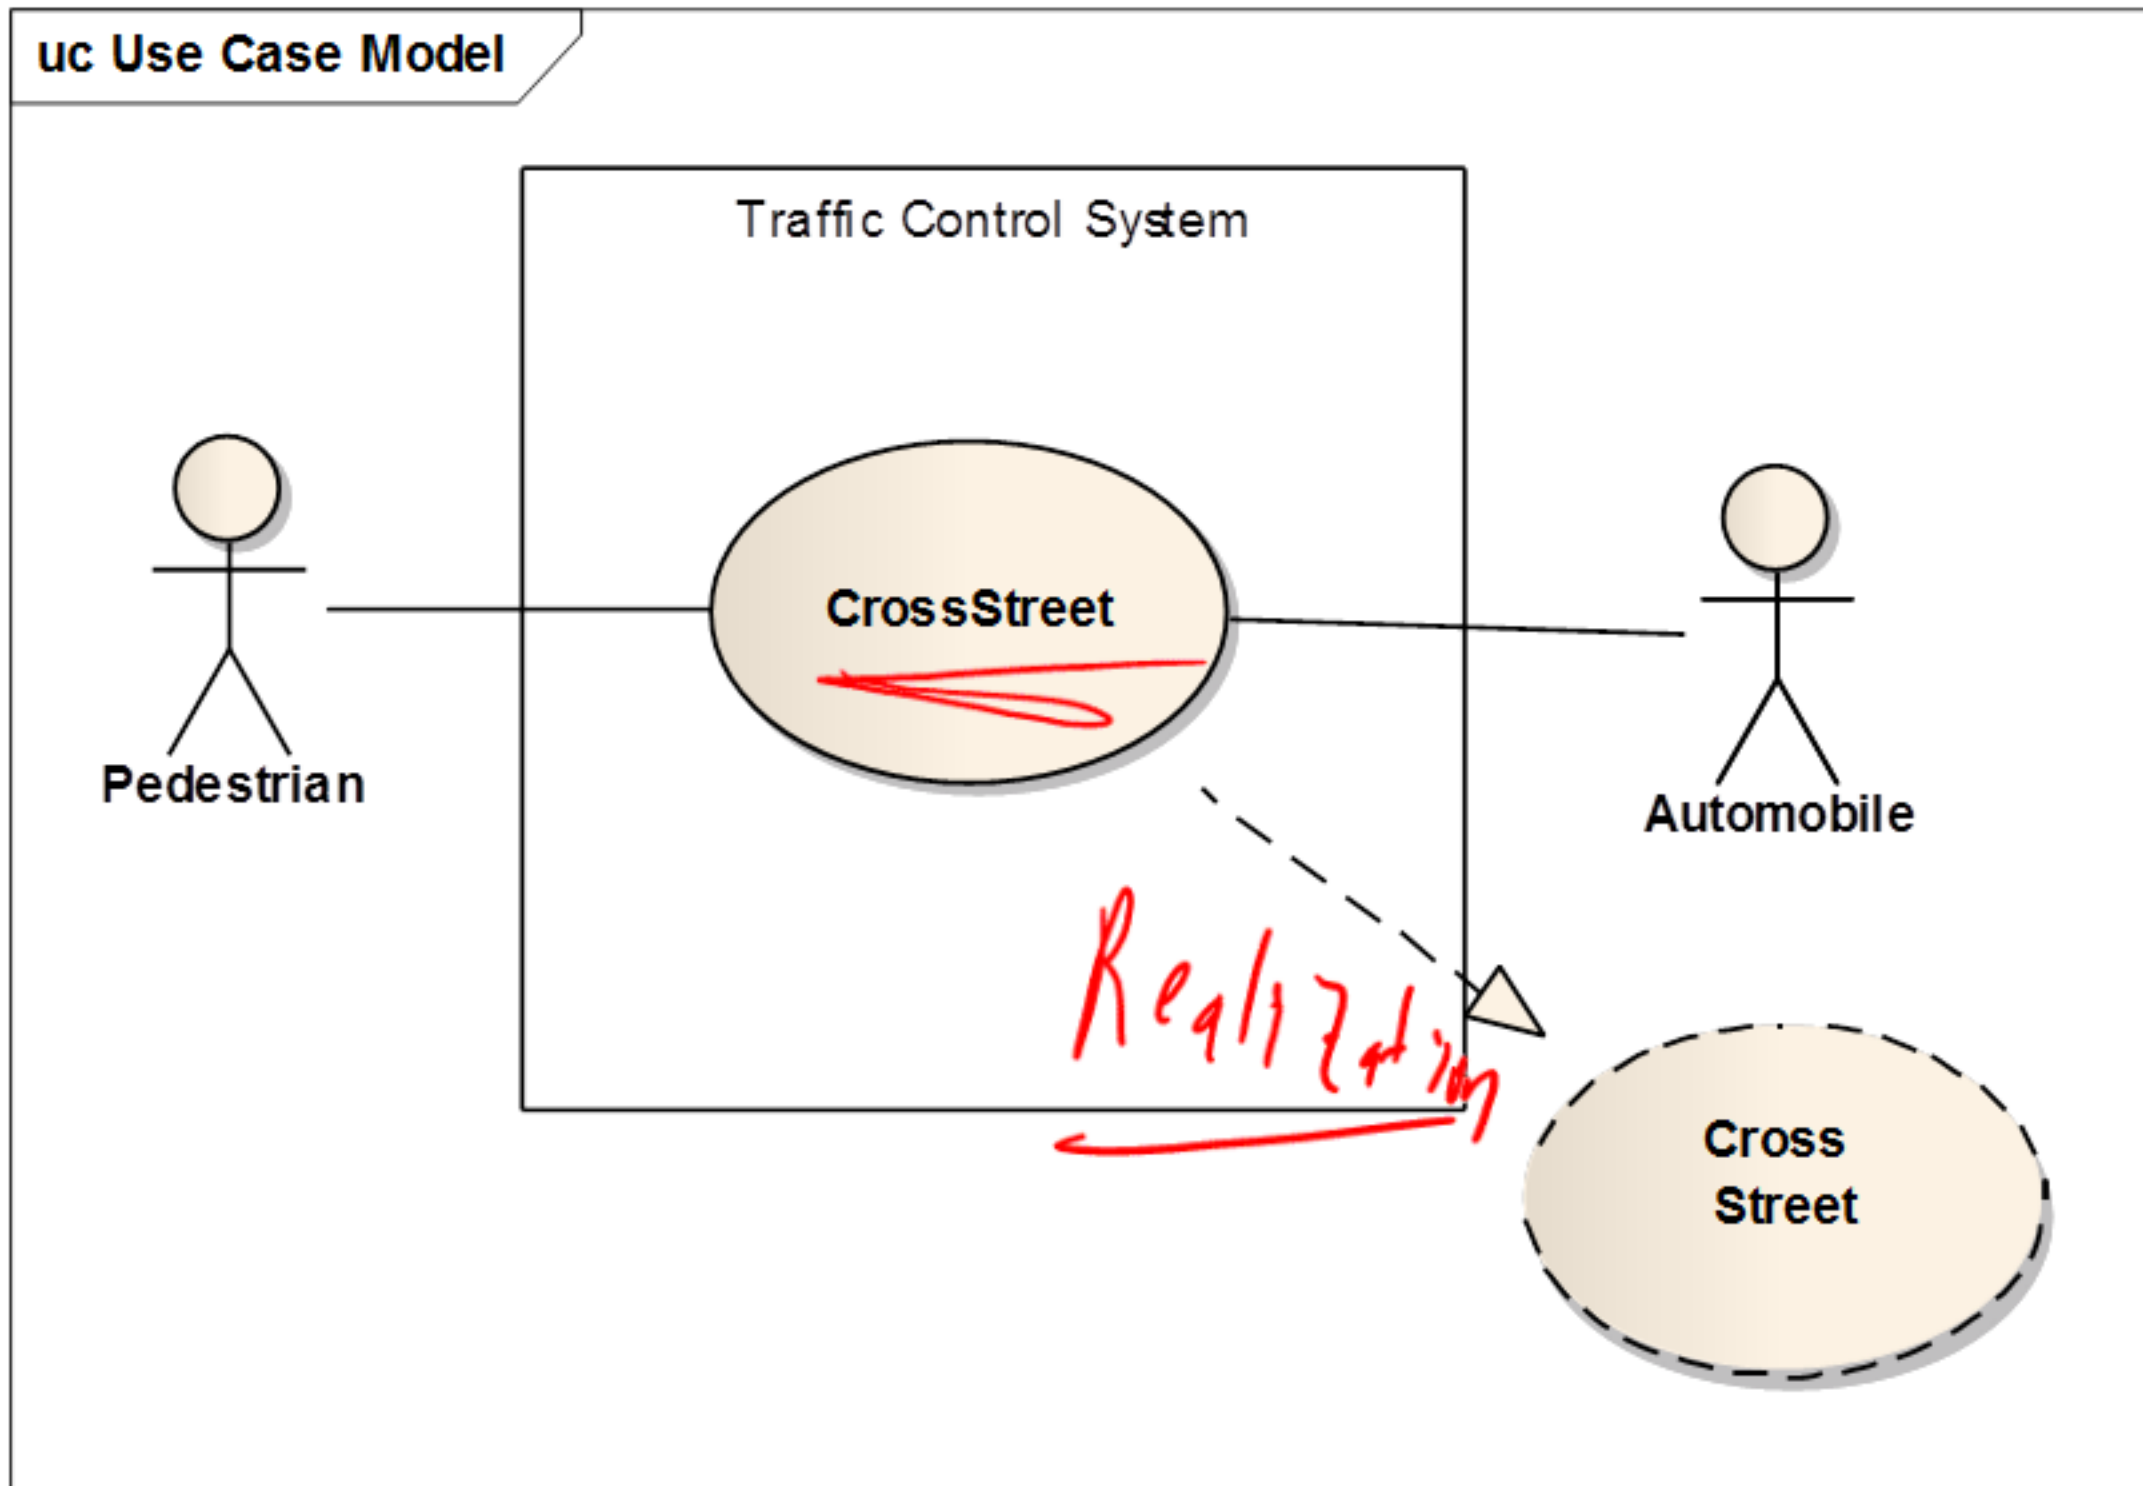 uc Use Case Model
Traffic Control System
CrossStreet
Pedestrian
Automobile
Realization
Cross
Street